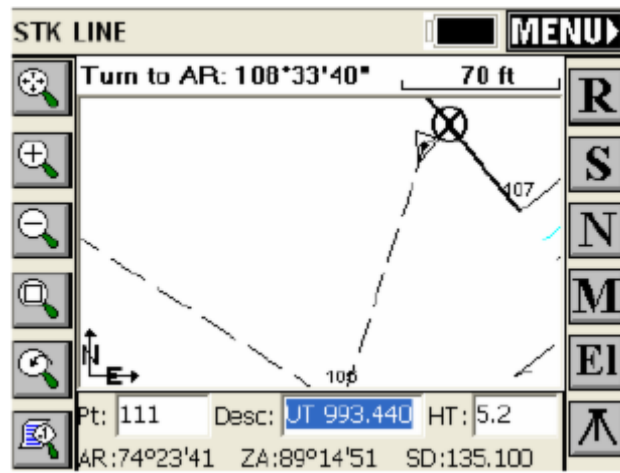 STK LINE MENU
Turn to AR: 108°33'40" 70 ft
R
107
S
N
M
N
E
El
Pt: 111 Desc: UT 993.440 HT: 5.2
AR:74°23'41 ZA:89°14'51 SD:135.100